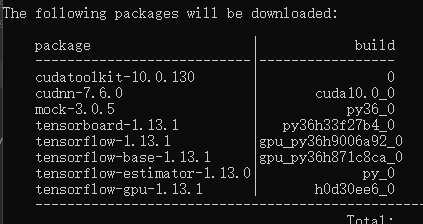 The following packages will be downloaded:
package | build
---------------------------|-----------------
cudatoolkit-10.0.130 | 0
cudnn-7.6.0 | cuda10.0_0
mock-3.0.5 | py36_0
tensorboard-1.13.1 | py36h33f27b4_0
tensorflow-1.13.1 | gpu_py36h9006a92_0
tensorflow-base-1.13.1 | gpu_py36h871c8ca_0
tensorflow-estimator-1.13.0 | py_0
tensorflow-gpu-1.13.1 | h0d30ee6_0
------------------------------------------------------------
Total: